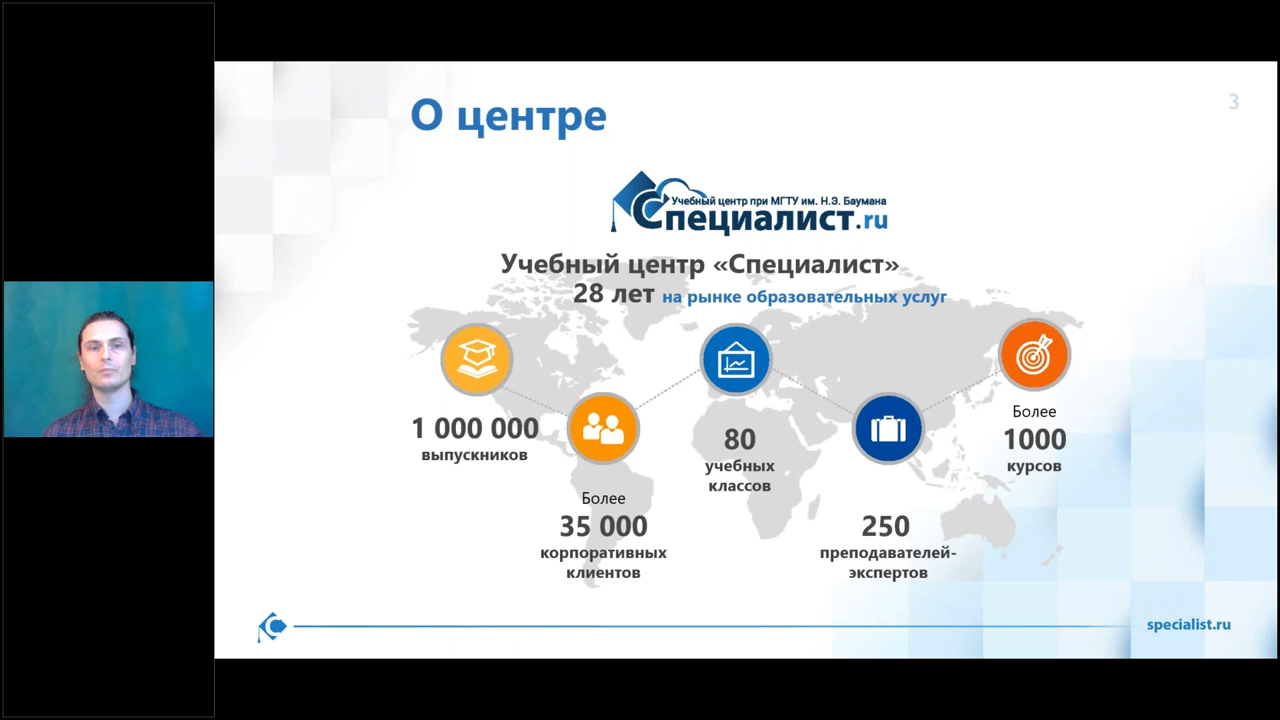 О центре
3
Учебный центр при МГТУ им. Н.Э. Баумана
Специалист.ru
Учебный центр «Специалист»
28 лет на рынке образовательных услуг
1 000 000
выпускников
Более
35 000
корпоративных
клиентов
80
учебных
классов
250
преподавателей-
экспертов
Более
1000
курсов
specialist.ru